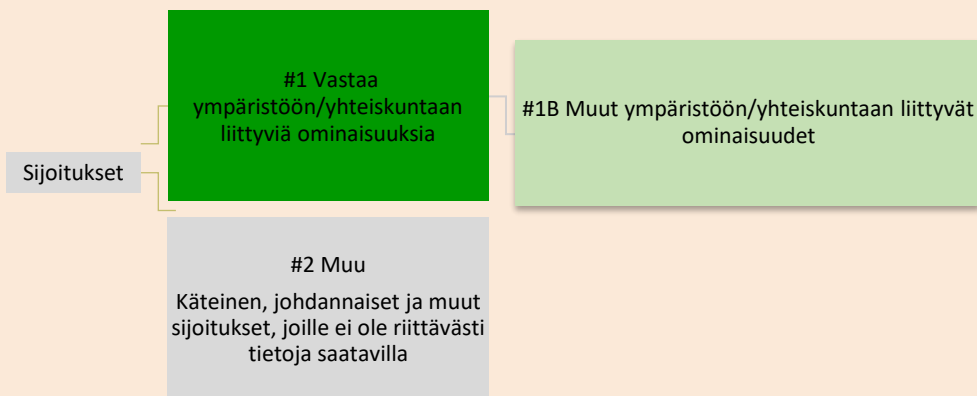 Sijoitukset
#1 Vastaa
ympäristöön/yhteiskuntaan
liittyviä ominaisuuksia
#1B Muut ympäristöön/yhteiskuntaan liittyvät
ominaisuudet
#2 Muu
Käteinen, johdannaiset ja muut
sijoitukset, joille ei ole riittävästi
tietoja saatavilla